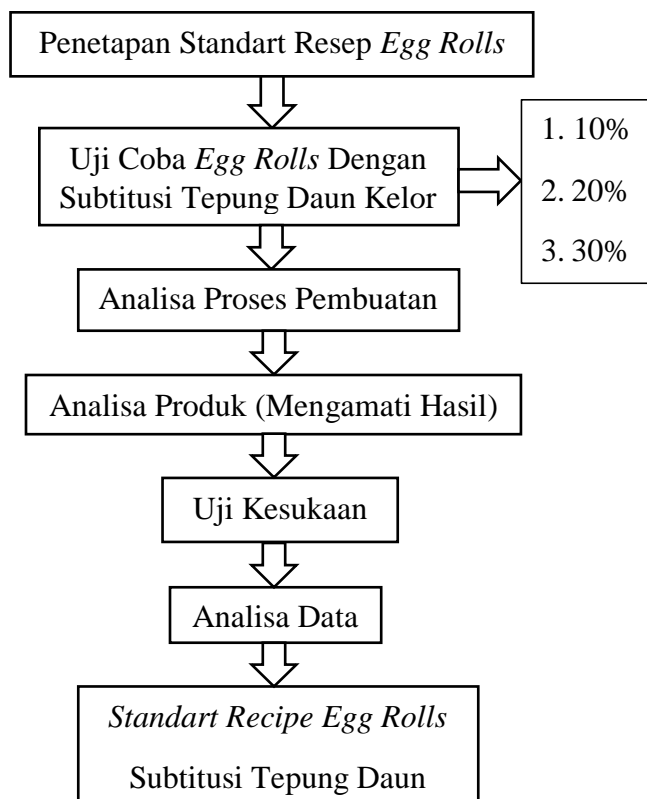 Penetapan Standart Resep Egg Rolls
Uji Coba Egg Rolls Dengan
Subtitusi Tepung Daun Kelor
1. 10%
2. 20%
3. 30%
Analisa Proses Pembuatan
Analisa Produk (Mengamati Hasil)
Uji Kesukaan
Analisa Data
Standart Recipe Egg Rolls
Subtitusi Tepung Daun